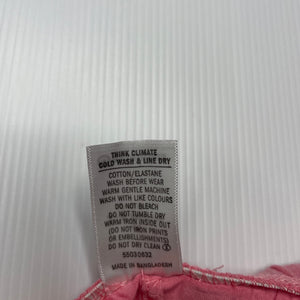 THINK CLIMATE
COLD WASH & LINE DRY
COTTON/ELASTANE
WASH BEFORE WEAR
WARM GENTLE MACHINE
WASH WITH LIKE COLOURS
DO NOT BLEACH
DO NOT TUMBLE DRY
WARM IRON INSIDE OUT
(DO NOT IRON PRINTS
OR EMBELLISHMENTS)
DO NOT DRY CLEAN
55030632
MADE IN BANGLADESH